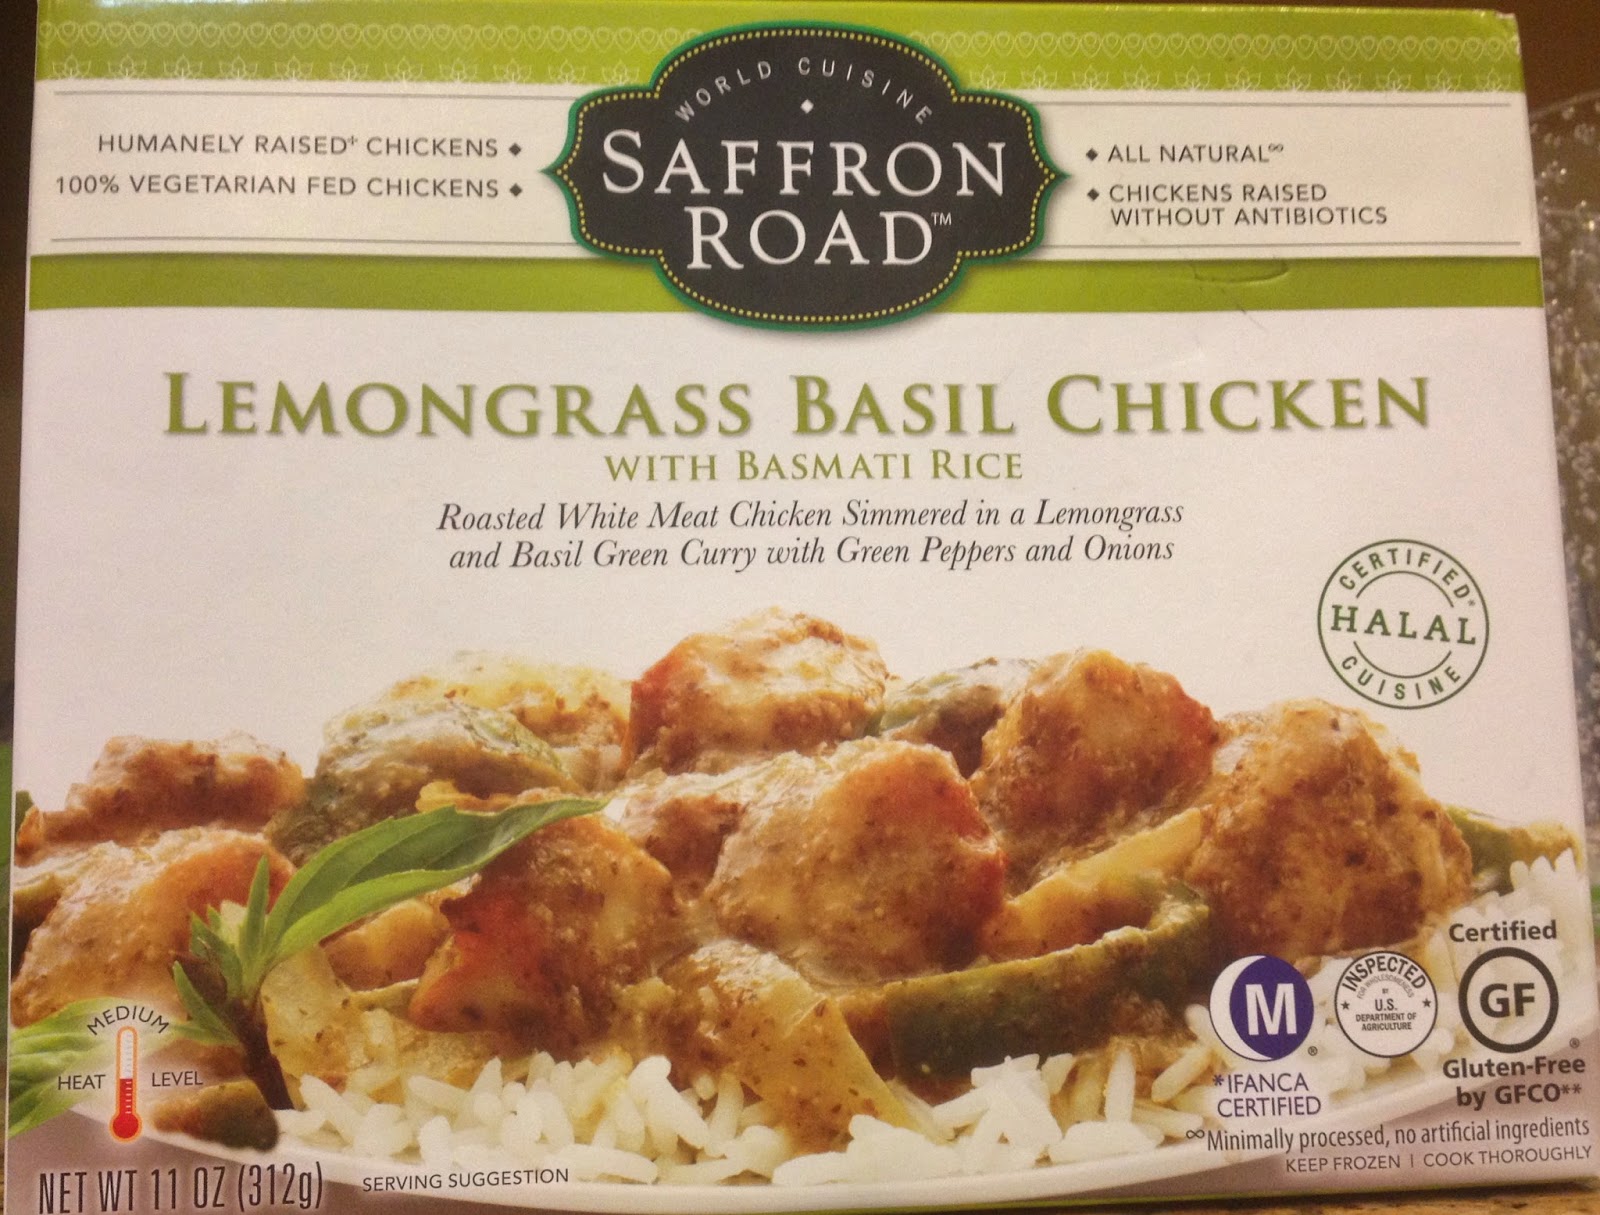 WORLD CUISINE
SAFFRON
ROAD™
HUMANELY RAISED⁺ CHICKENS ◆
100% VEGETARIAN FED CHICKENS ◆
◆ ALL NATURAL∞
◆ CHICKENS RAISED
WITHOUT ANTIBIOTICS
LEMONGRASS BASIL CHICKEN
WITH BASMATI RICE
Roasted White Meat Chicken Simmered in a Lemongrass
and Basil Green Curry with Green Peppers and Onions
CERTIFIED*
HALAL
CUISINE
MEDIUM
HEAT LEVEL
NET WT 11 OZ (312g)
SERVING SUGGESTION
M®
*IFANCA
CERTIFIED
INSPECTED
FOR WHOLESOMENESS
BY
U.S.
DEPARTMENT OF
AGRICULTURE
Certified
GF®
Gluten-Free
by GFCO**
∞Minimally processed, no artificial ingredients
KEEP FROZEN | COOK THOROUGHLY